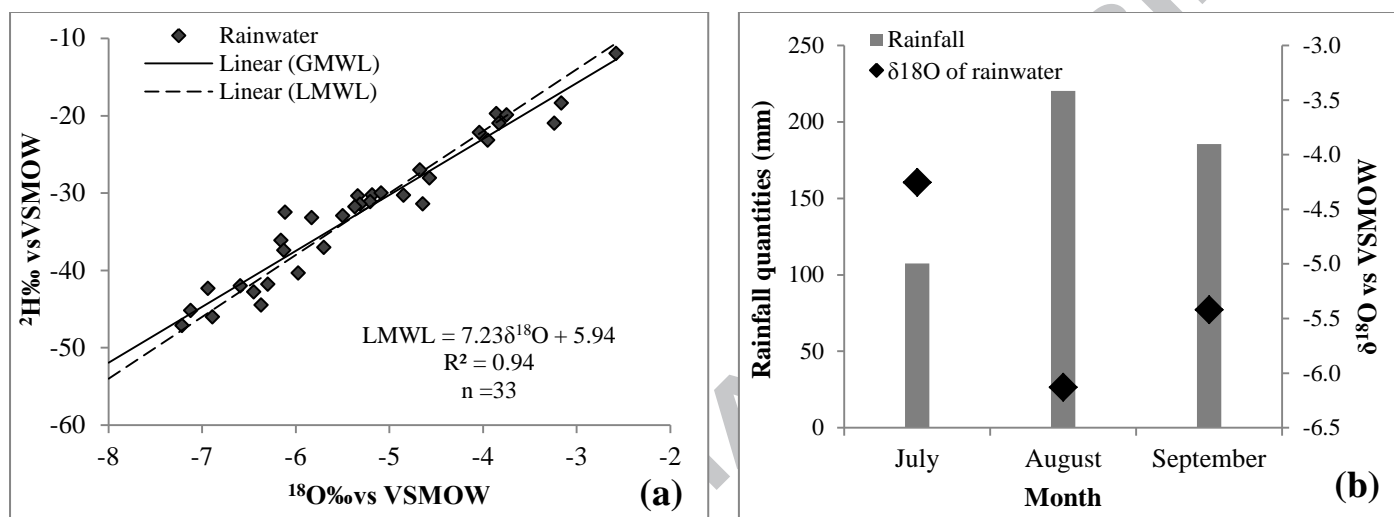 -10
-20
-30
-40
-50
-60
-8 -7 -6 -5 -4 -3 -2
²H‰ vsVSMOW
¹⁸O‰vs VSMOW
Rainwater
Linear (GMWL)
Linear (LMWL)
LMWL = 7.23δ¹⁸O + 5.94
R² = 0.94
n =33
(a)
250
200
150
100
50
0
Rainfall quantities (mm)
Rainfall
δ18O of rainwater
-3.0
-3.5
-4.0
-4.5
-5.0
-5.5
-6.0
-6.5
δ¹⁸O vs VSMOW
July August September
Month
(b)